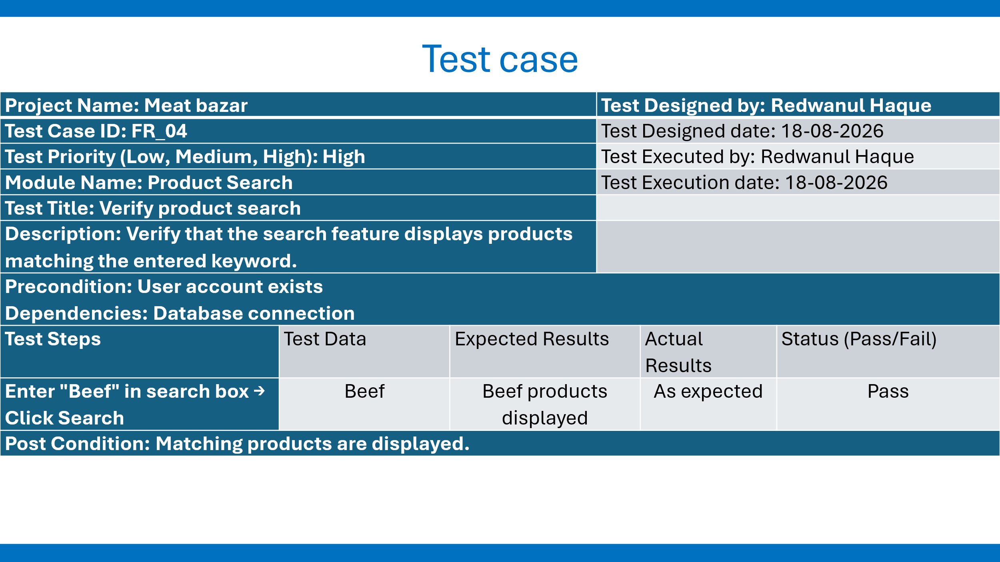 Test case
Project Name: Meat bazar
Test Designed by: Redwanul Haque
Test Case ID: FR_04
Test Designed date: 18-08-2026
Test Priority (Low, Medium, High): High
Test Executed by: Redwanul Haque
Module Name: Product Search
Test Execution date: 18-08-2026
Test Title: Verify product search
Description: Verify that the search feature displays products
matching the entered keyword.
Precondition: User account exists
Dependencies: Database connection
Test Steps
Test Data
Expected Results
Actual
Results
Status (Pass/Fail)
Enter "Beef" in search box →
Click Search
Beef
Beef products
displayed
As expected
Pass
Post Condition: Matching products are displayed.